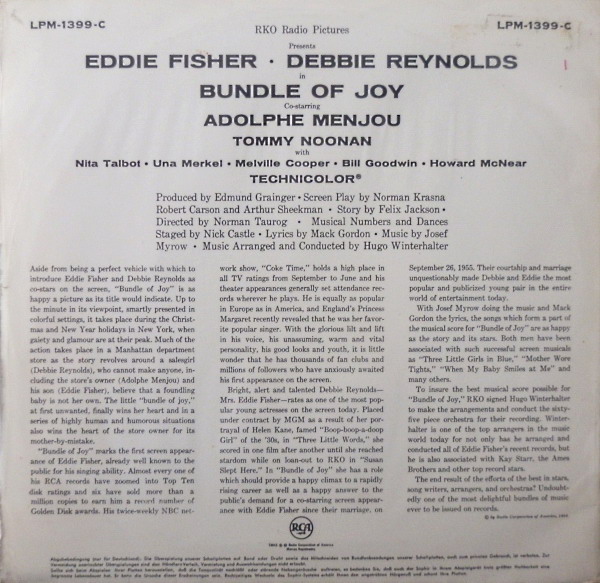 LPM-1399-C
LPM-1399-C
RKO Radio Pictures
Presents
EDDIE FISHER · DEBBIE REYNOLDS
in
BUNDLE OF JOY
Co-starring
ADOLPHE MENJOU
TOMMY NOONAN
with
Nita Talbot • Una Merkel • Melville Cooper • Bill Goodwin • Howard McNear
TECHNICOLOR®
Produced by Edmund Grainger • Screen Play by Norman Krasna
Robert Carson and Arthur Sheekman • Story by Felix Jackson •
Directed by Norman Taurog • Musical Numbers and Dances
Staged by Nick Castle • Lyrics by Mack Gordon • Music by Josef
Myrow • Music Arranged and Conducted by Hugo Winterhalter
Aside from being a perfect vehicle with which to
introduce Eddie Fisher and Debbie Reynolds as
co-stars on the screen, "Bundle of Joy" is as
happy a picture as its title would indicate. Up to
the minute in its viewpoint, smartly presented in
colorful settings, it takes place during the Christ-
mas and New Year holidays in New York, when
gaiety and glamour are at their peak. Much of the
action takes place in a Manhattan department
store as the story revolves around a salesgirl
(Debbie Reynolds), who cannot make anyone, in-
cluding the store's owner (Adolphe Menjou) and
his son (Eddie Fisher), believe that a foundling
baby is not her own. The little "bundle of joy,"
at first unwanted, finally wins her heart and in a
series of highly human and humorous situations
also wins the heart of the store owner for its
mother-by-mistake.
"Bundle of Joy" marks the first screen appear-
ance of Eddie Fisher, already well known to the
public for his singing ability. Almost every one of
his RCA records have zoomed into Top Ten
disk ratings and six have sold more than a
million copies to earn him a record number of
Golden Disk awards. His twice-weekly NBC net-
work show, "Coke Time," holds a high place in
all TV ratings from September to June and his
theater appearances generally set attendance rec-
ords wherever he plays. He is equally as popular
in Europe as in America, and England's Princess
Margaret recently revealed that he was her favor-
ite popular singer. With the glorious lilt and lift
in his voice, his unassuming, warm and vital
personality, his good looks and youth, it is little
wonder that he has thousands of fan clubs and
millions of followers who have anxiously awaited
his first appearance on the screen.
Bright, alert and talented Debbie Reynolds—
Mrs. Eddie Fisher—rates as one of the most pop-
ular young actresses on the screen today. Placed
under contract by MGM as a result of her por-
trayal of Helen Kane, famed "Boop-boop-a-doop
Girl" of the '30s, in "Three Little Words," she
scored in one film after another until she reached
stardom while on loan-out to RKO in "Susan
Slept Here." In "Bundle of Joy" she has a role
which should provide a happy climax to a rapidly
rising career as well as a happy answer to the
public's demand for a co-starring screen appear-
ance with Eddie Fisher since their marriage, on
September 26, 1955. Their courtship and marriage
unquestionably made Debbie and Eddie the most
popular and publicized young pair in the entire
world of entertainment today.
With Josef Myrow doing the music and Mack
Gordon the lyrics, the songs which form a part of
the musical score for "Bundle of Joy" are as happy
as the story and its stars. Both men have been
associated with such successful screen musicals
as "Three Little Girls in Blue," "Mother Wore
Tights," "When My Baby Smiles at Me" and
many others.
To insure the best musical score possible for
"Bundle of Joy," RKO signed Hugo Winterhalter
to make the arrangements and conduct the sixty-
five piece orchestra for their recording. Winter-
halter is one of the top arrangers in the music
world today for not only has he arranged and
conducted all of Eddie Fisher's recent records, but
he is also associated with Kay Starr, the Ames
Brothers and other top record stars.
The end result of the efforts of the best in stars,
song writers, arrangers, and orchestras? Undoubt-
edly one of the most delightful bundles of music
ever to be issued on records.
© by Radio Corporation of America, 1956
RCA